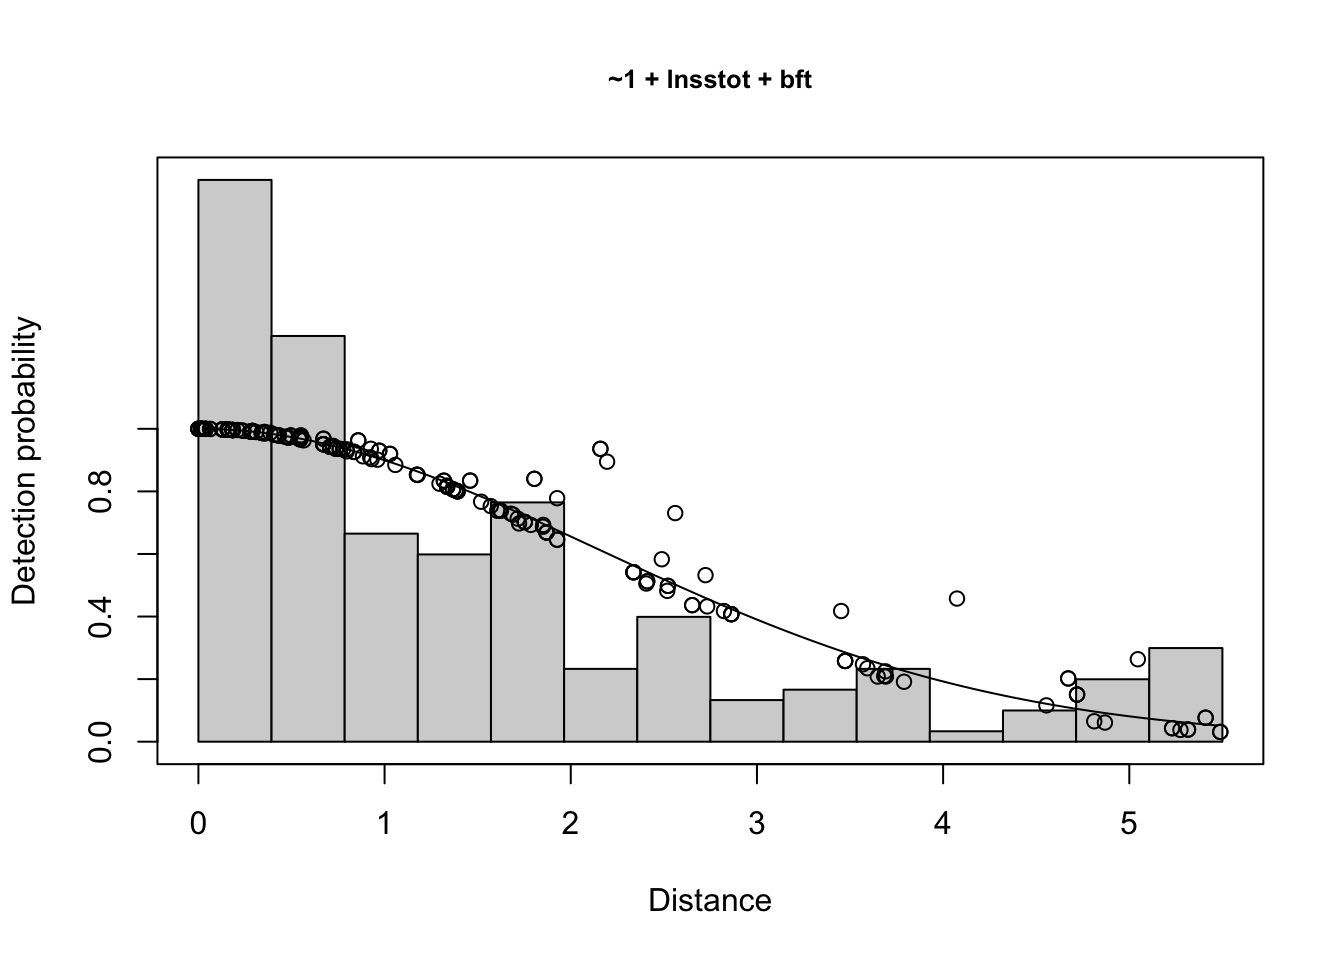 ~1 + lnsstot + bft
Detection probability
0.8
0.4
0.0
0 1 2 3 4 5
Distance